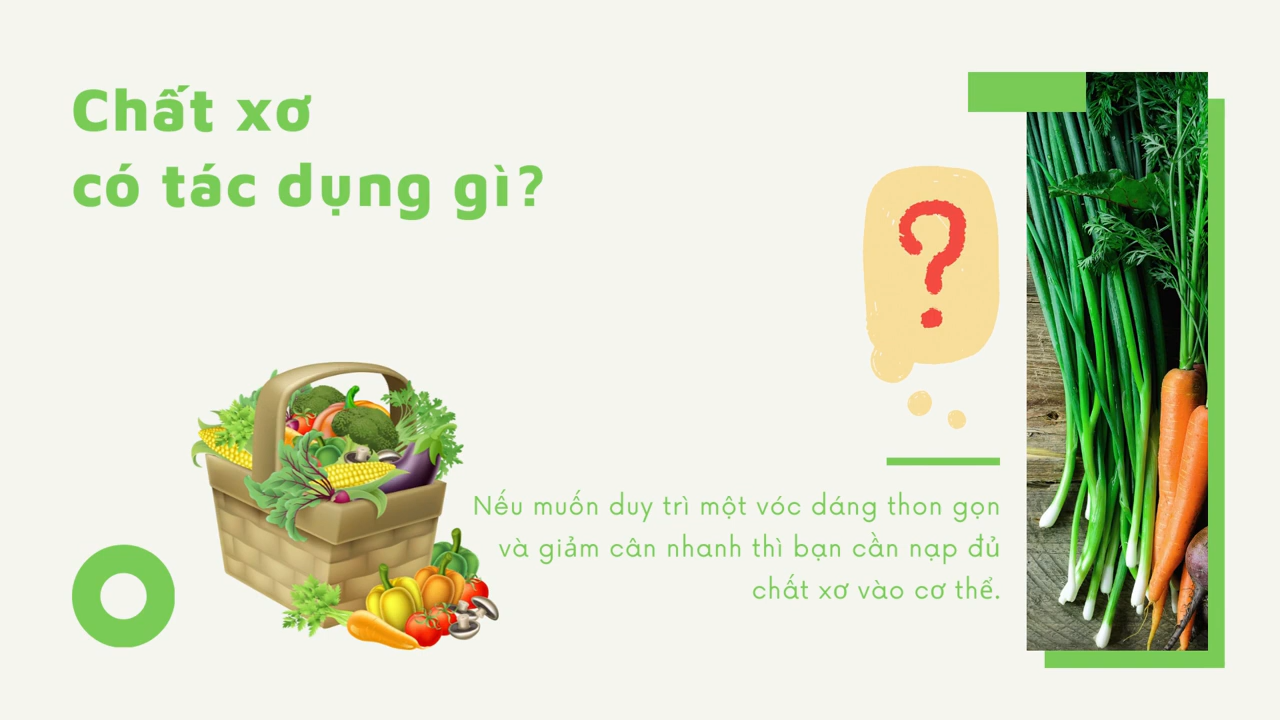 Chất xơ
có tác dụng gì?
?
Nếu muốn duy trì một vóc dáng thon gọn
và giảm cân nhanh thì bạn cần nạp đủ
chất xơ vào cơ thể.